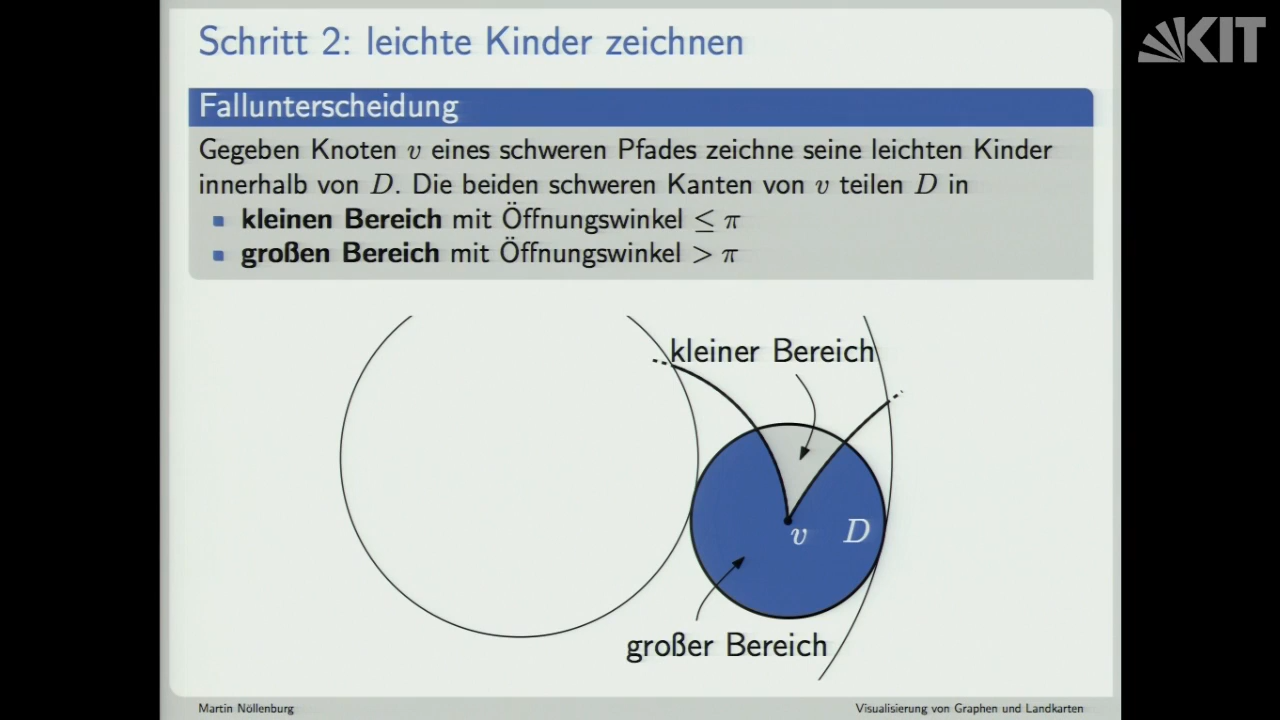 Schritt 2: leichte Kinder zeichnen
KIT
Fallunterscheidung
Gegeben Knoten v eines schweren Pfades zeichne seine leichten Kinder
innerhalb von D. Die beiden schweren Kanten von v teilen D in
kleinen Bereich mit Öffnungswinkel ≤ π
großen Bereich mit Öffnungswinkel > π
kleiner Bereich
v
D
großer Bereich
Martin Nöllenburg
Visualisierung von Graphen und Landkarten